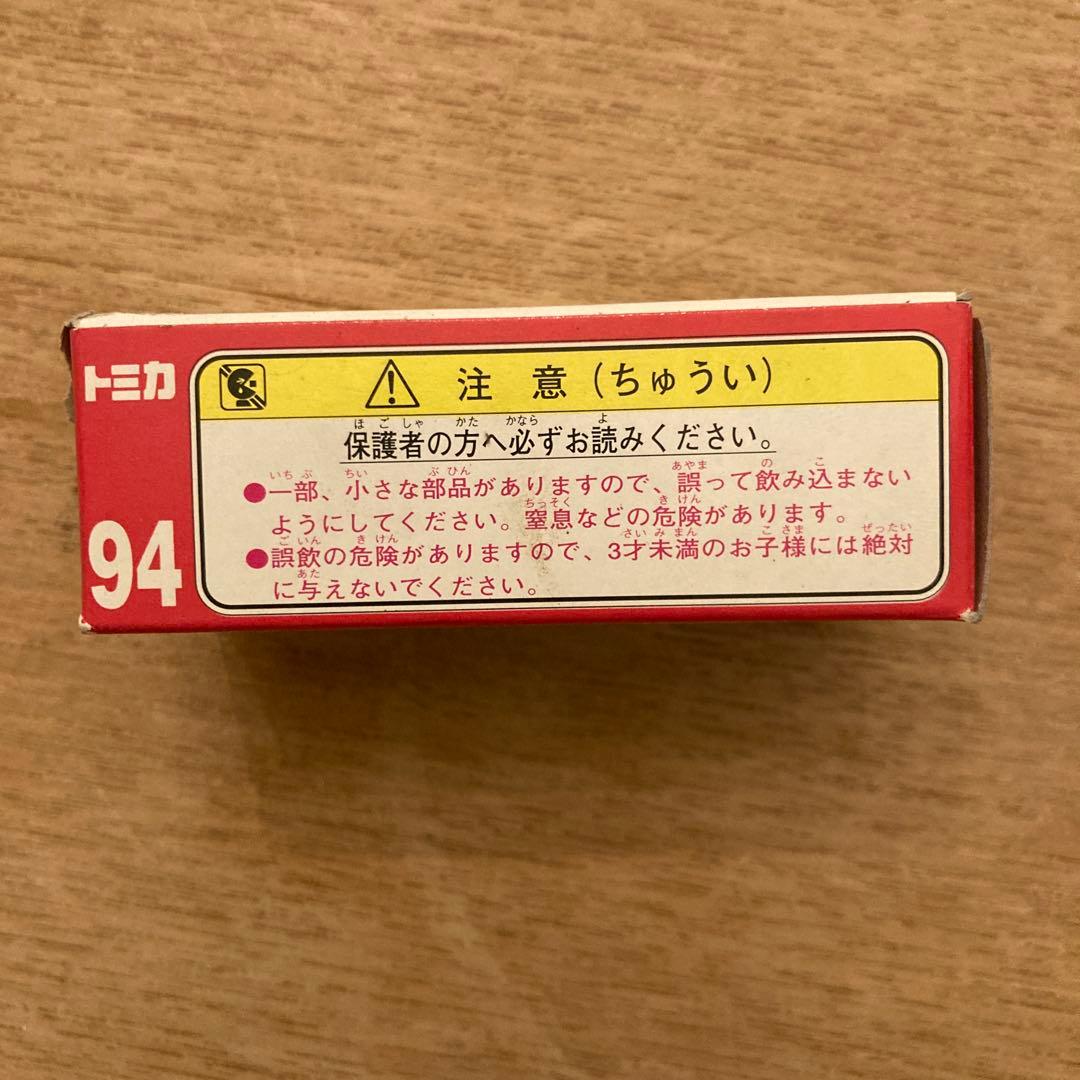 トミカ
94
注意(ちゅうい)
保護者の方へ必ずお読みください。
●一部、小さな部品がありますので、誤って飲み込まない
ようにしてください。窒息などの危険があります。
●誤飲の危険がありますので、3才未満のお子様には絶対
に与えないでください。